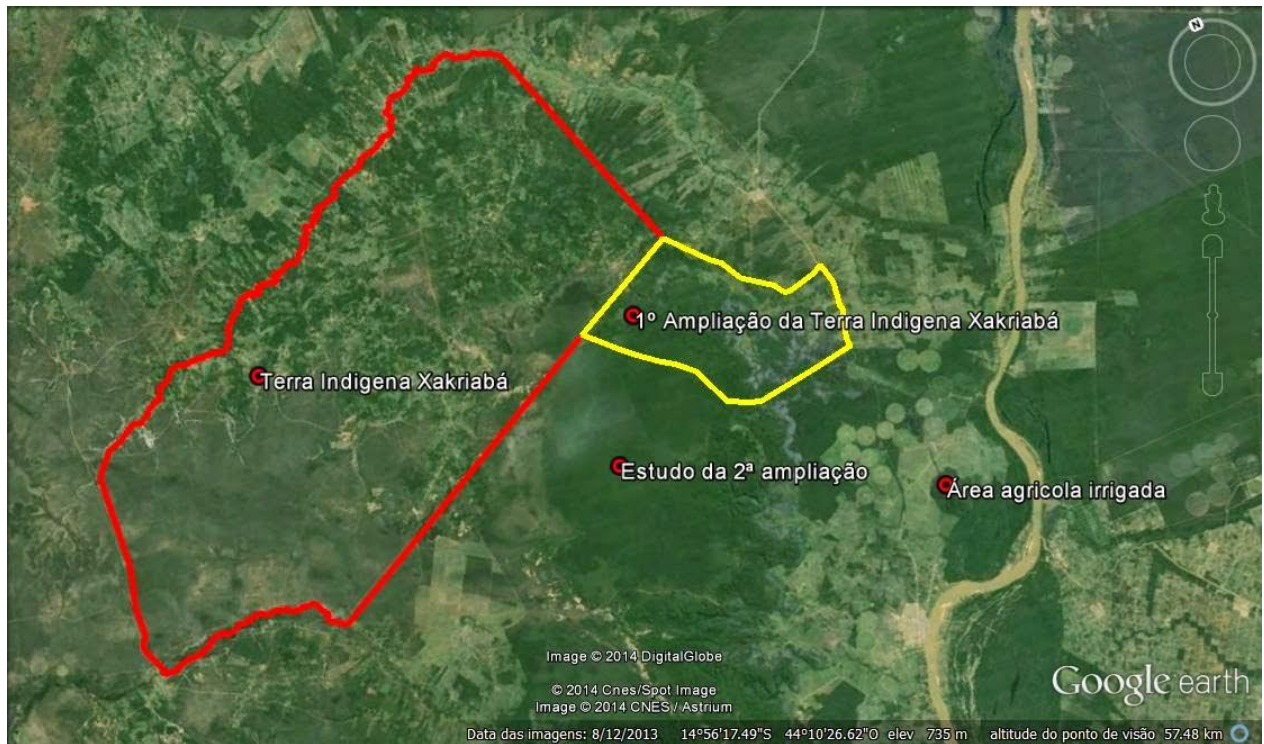 N
1º Ampliação da Terra Indigena Xakriabá
Terra Indigena Xakriabá
Estudo da 2ª ampliação
Área agricola irrigada
Image © 2014 DigitalGlobe
© 2014 Cnes/Spot Image
Image © 2014 CNES / Astrium
Google earth
Data das imagens: 8/12/2013 14°56'17.49"S 44°10'26.62"O elev 735 m altitude do ponto de visão 57.48 km